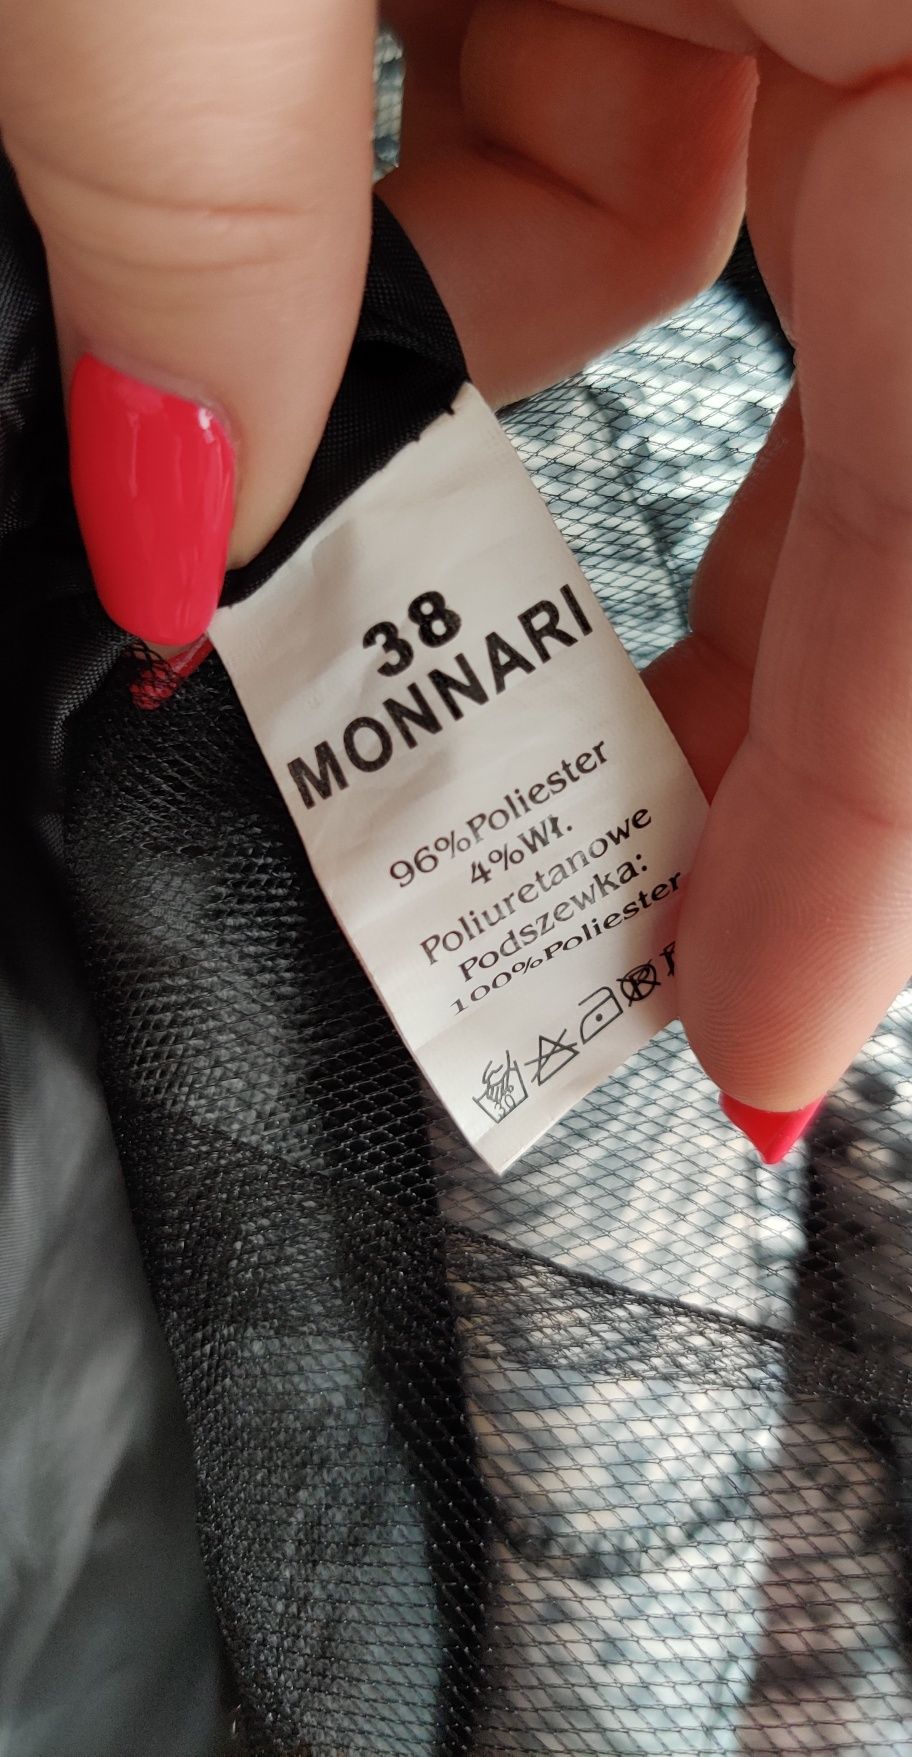 38
MONNARI
96%Poliester
4%Wł.
Poliuretanowe
Podszewka:
100%Poliester
30°